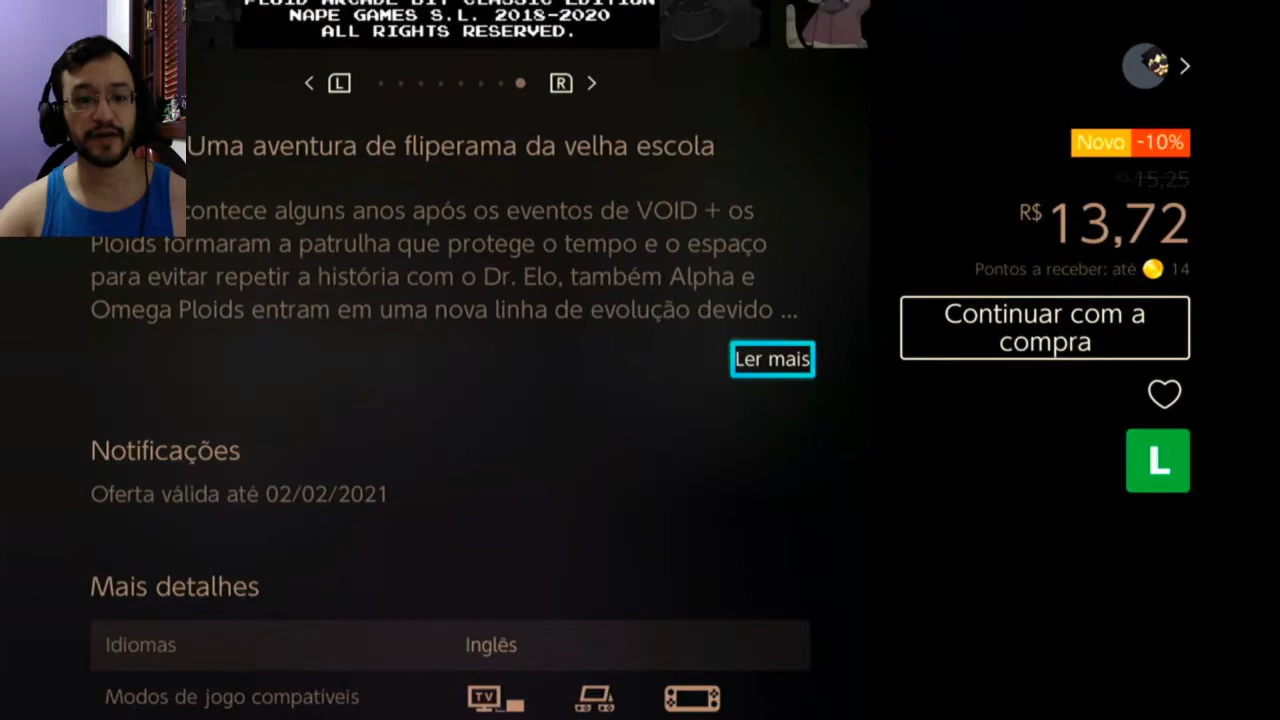 NAPE GAMES S.L. 2018-2020
ALL RIGHTS RESERVED.
L
R
Uma aventura de fliperama da velha escola
contece alguns anos após os eventos de VOID + os
Ploids formaram a patrulha que protege o tempo e o espaço
para evitar repetir a história com o Dr. Elo, também Alpha e
Omega Ploids entram em uma nova linha de evolução devido ...
Ler mais
Notificações
Oferta válida até 02/02/2021
Mais detalhes
Idiomas Inglês
Modos de jogo compatíveis TV
Novo -10%
R$ 15,25
R$ 13,72
Pontos a receber: até 14
Continuar com a
compra
L